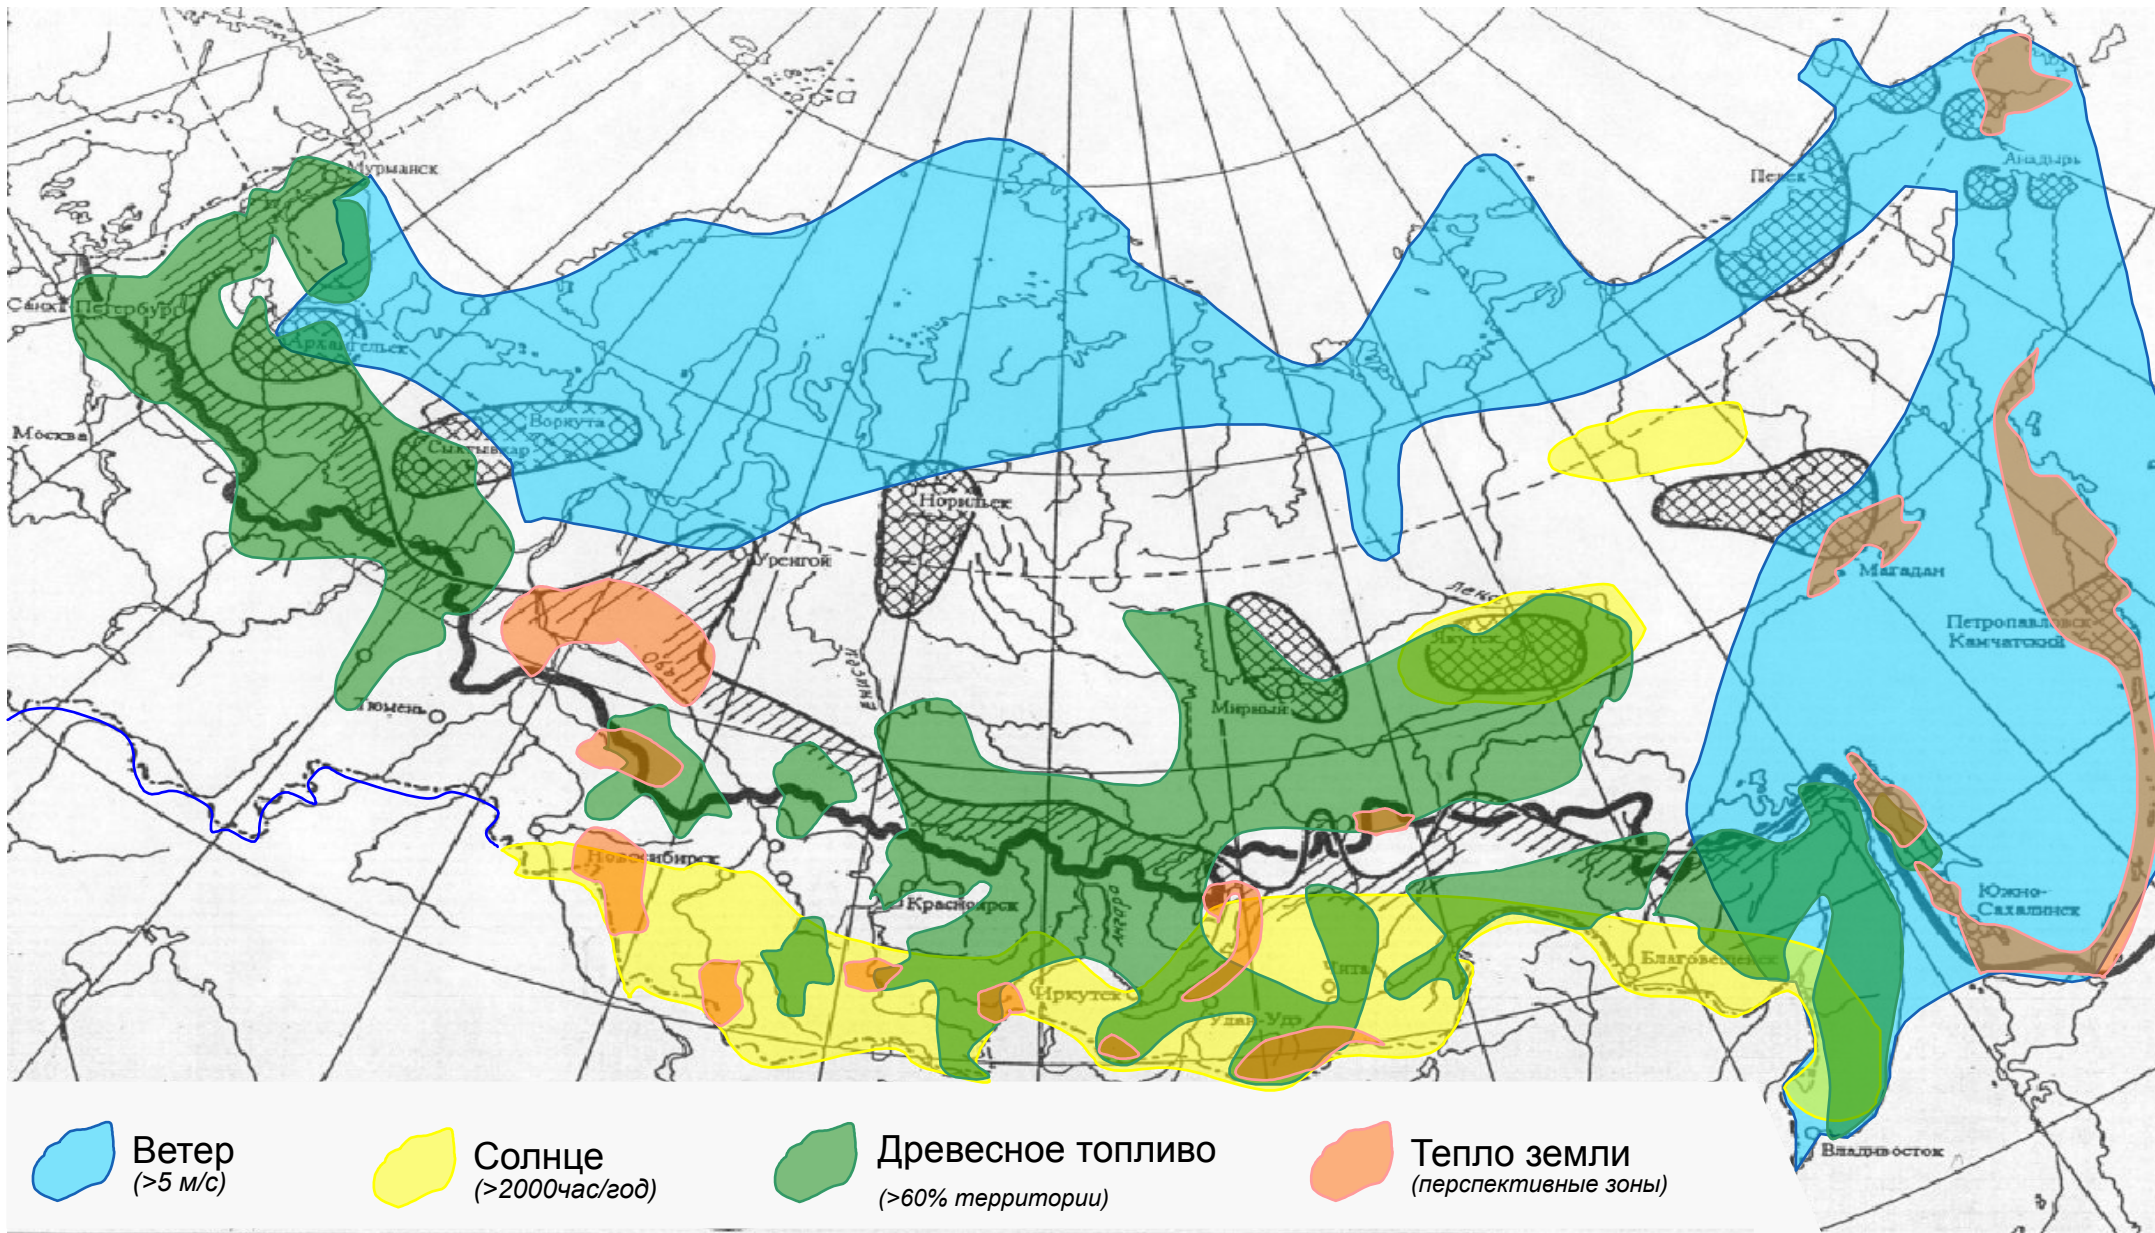 Мурманск
Анадырь
Певек
Санкт-Петербург
Архангельск
Москва
Воркута
Сыктывкар
Норильск
Уренгой
Магадан
Лена
Петропавловск-
Камчатский
Якутск
Енисей
Мирный
Тюмень
Новосибирск
Красноярск
Ангара
Южно-
Сахалинск
Чита
Благовещенск
Иркутск
Улан-Удэ
Владивосток
Ветер
(>5 м/с)
Солнце
(>2000час/год)
Древесное топливо
(>60% территории)
Тепло земли
(перспективные зоны)